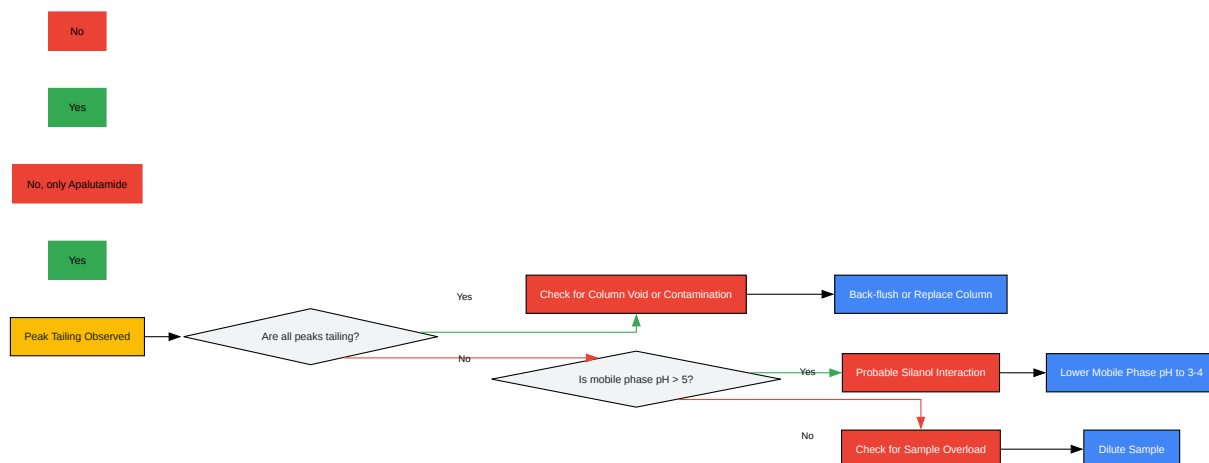 No
Yes
No, only Apalutamide
Yes
Peak Tailing Observed
Are all peaks tailing?
Yes
Check for Column Void or Contamination
Back-flush or Replace Column
No
Is mobile phase pH > 5?
Yes
Probable Silanol Interaction
Lower Mobile Phase pH to 3-4
No
Check for Sample Overload
Dilute Sample